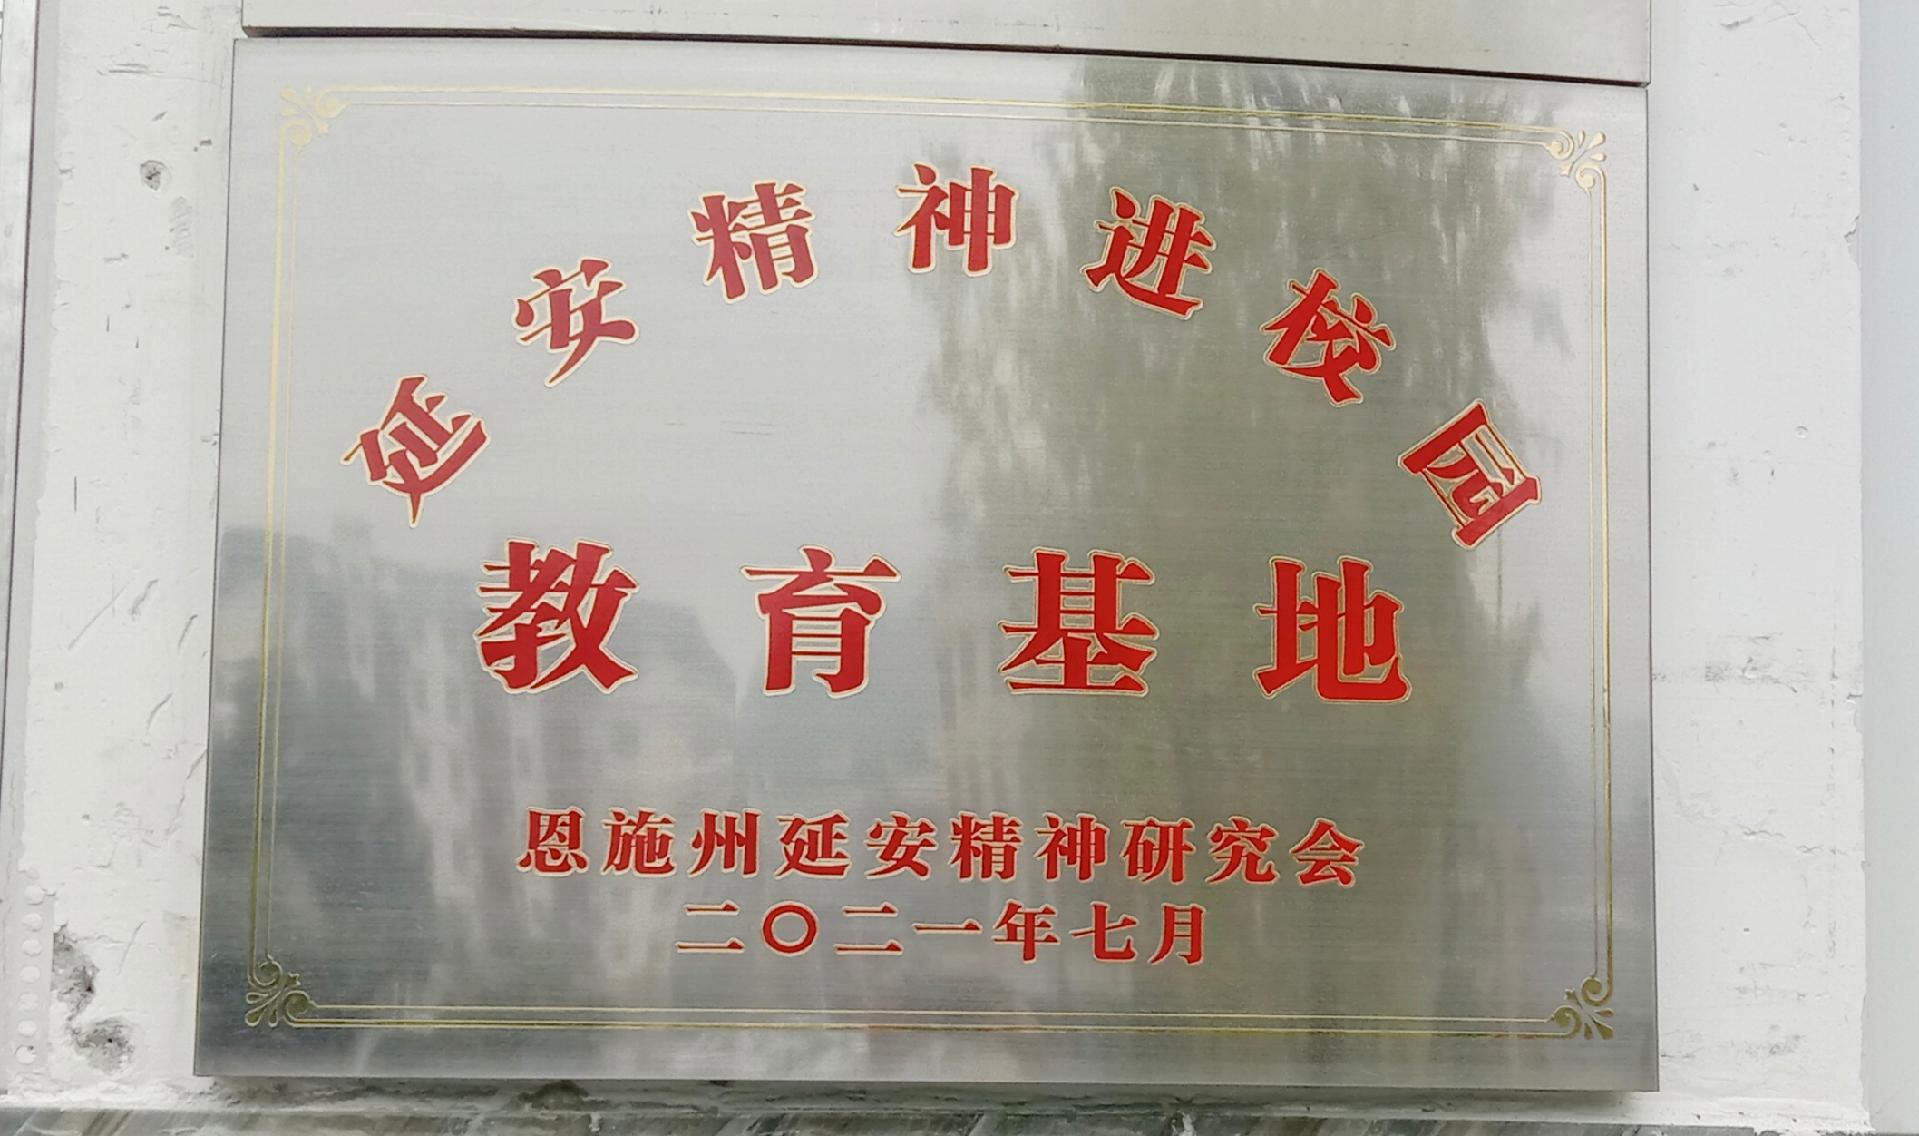 延安精神进校园
教育基地
恩施州延安精神研究会
二〇二一年七月